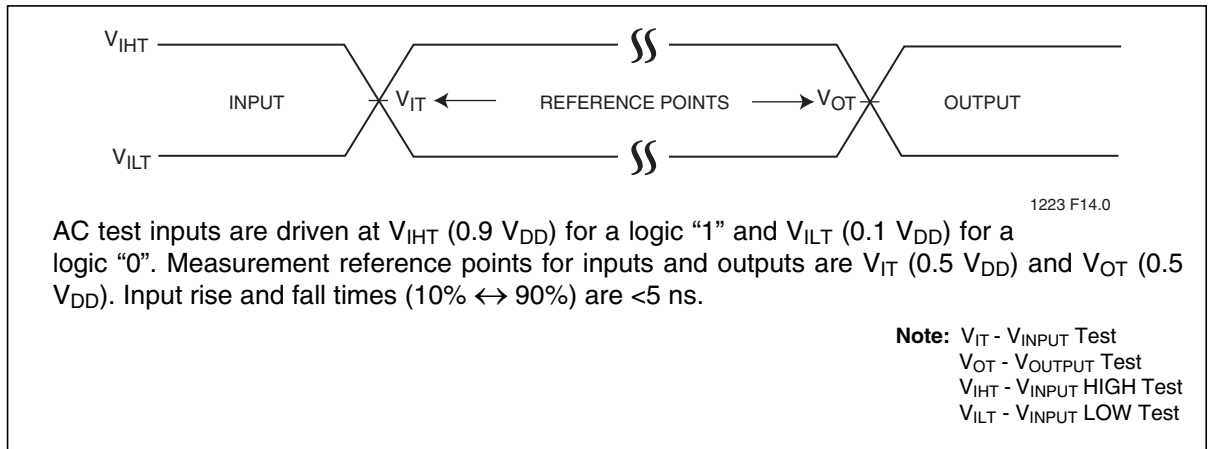 VIHT
INPUT VIT REFERENCE POINTS VOT OUTPUT
VILT
1223 F14.0
AC test inputs are driven at VIHT (0.9 VDD) for a logic “1” and VILT (0.1 VDD) for a
logic “0”. Measurement reference points for inputs and outputs are VIT (0.5 VDD) and VOT (0.5
VDD). Input rise and fall times (10% ↔ 90%) are <5 ns.
Note: VIT - VINPUT Test
VOT - VOUTPUT Test
VIHT - VINPUT HIGH Test
VILT - VINPUT LOW Test